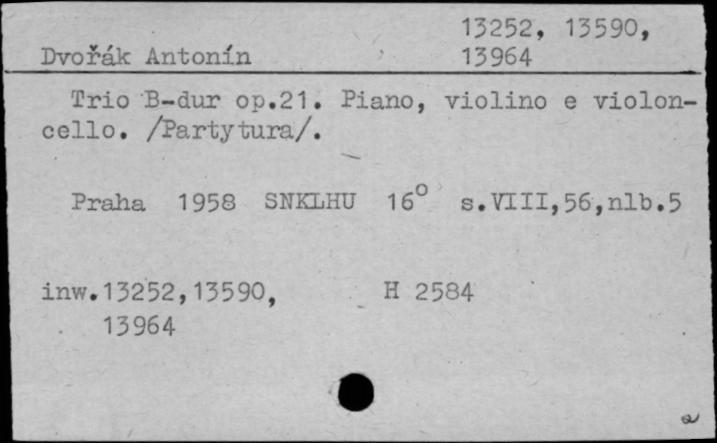 13252, 13590,
Dvořák Antonín 13964
Trio B-dur op.21. Piano, violino e violon-
cello. /Partytura/.
Praha 1958 SNKLHU 16° s.VIII,56,nlb.5
inw.13252,13590, H 2584
13964